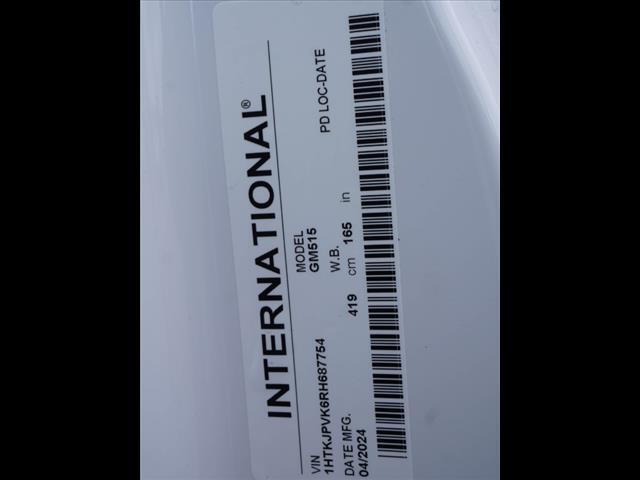 INTERNATIONAL®
VIN MODEL
1HTKJPVK6RH687754 GM515
DATE MFG. W.B. PD LOC-DATE
04/2024 419 cm 165 in